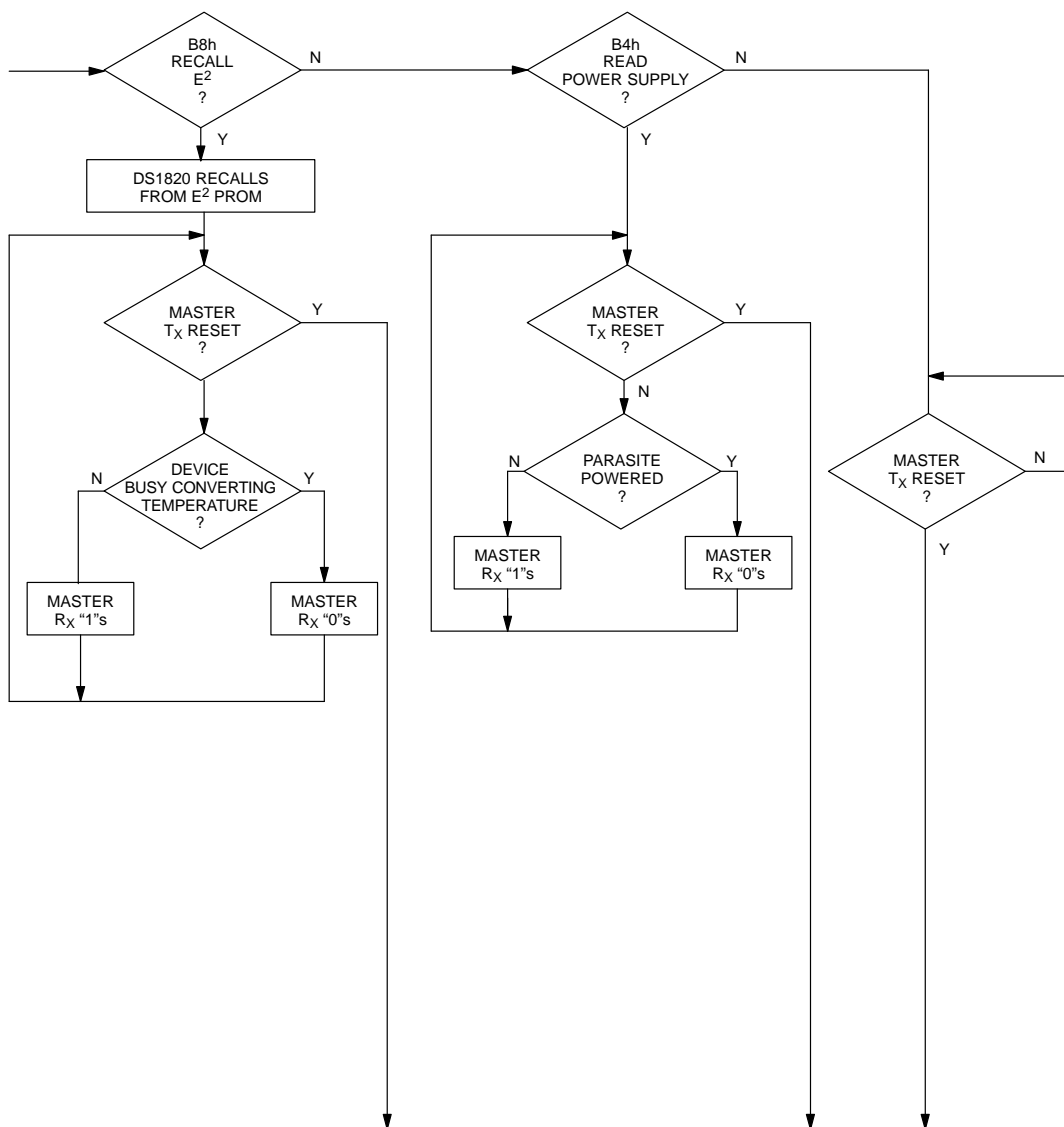 B8h
RECALL
E2
?
N
Y
B4h
READ
POWER SUPPLY
?
N
Y
DS1820 RECALLS
FROM E2 PROM
MASTER
TX RESET
?
Y
MASTER
TX RESET
?
Y
N
DEVICE
BUSY CONVERTING
TEMPERATURE
?
N
Y
PARASITE
POWERED
?
N
Y
MASTER
TX RESET
?
N
Y
MASTER
RX “1”s
MASTER
RX “0”s
MASTER
RX “1”s
MASTER
RX “0”s